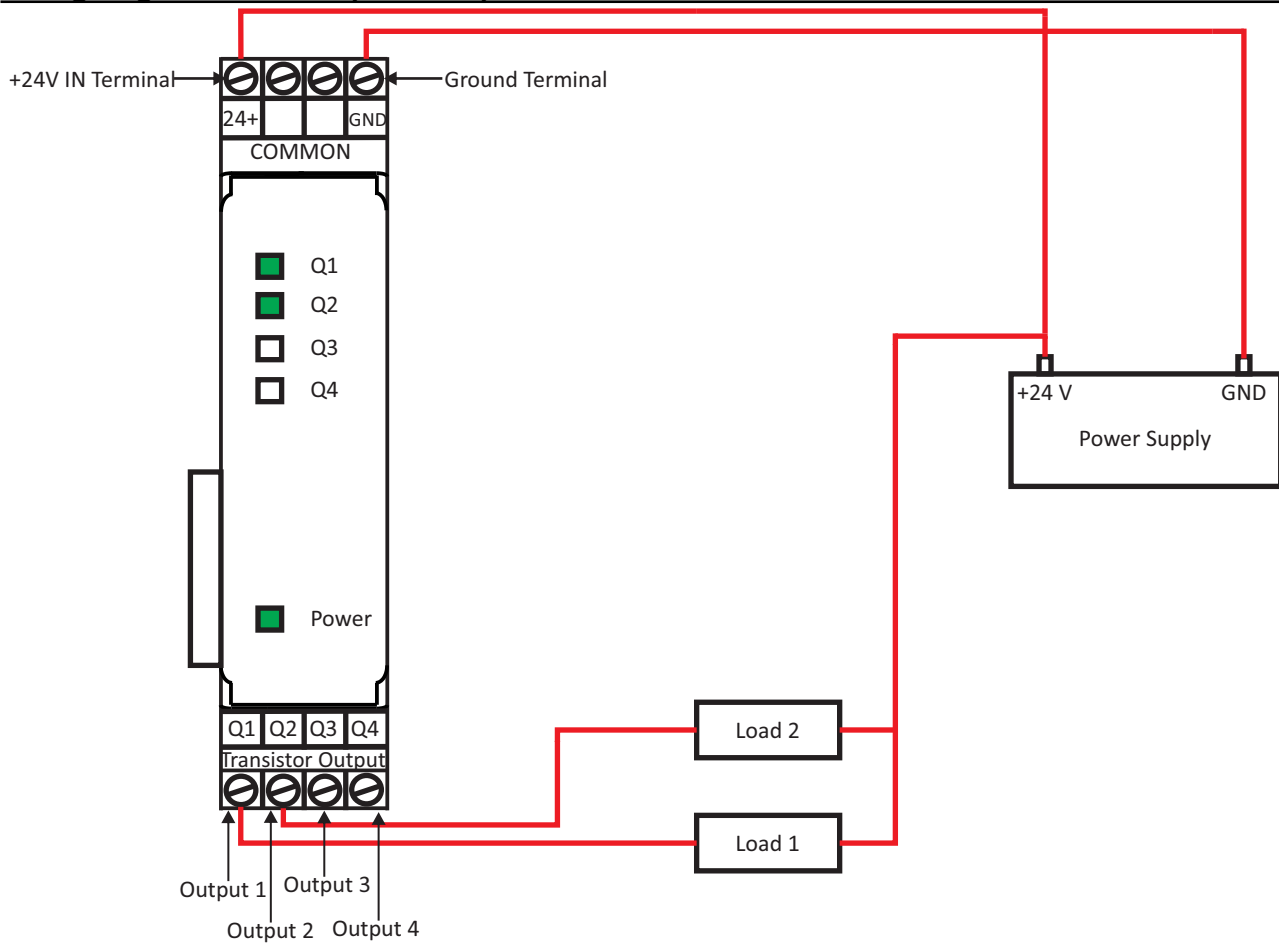 +24V IN Terminal
Ground Terminal
24+
GND
COMMON
Q1
Q2
Q3
Q4
+24 V
GND
Power Supply
Power
Load 2
Q1 Q2 Q3 Q4
Transistor Output
Load 1
Output 1
Output 3
Output 2
Output 4